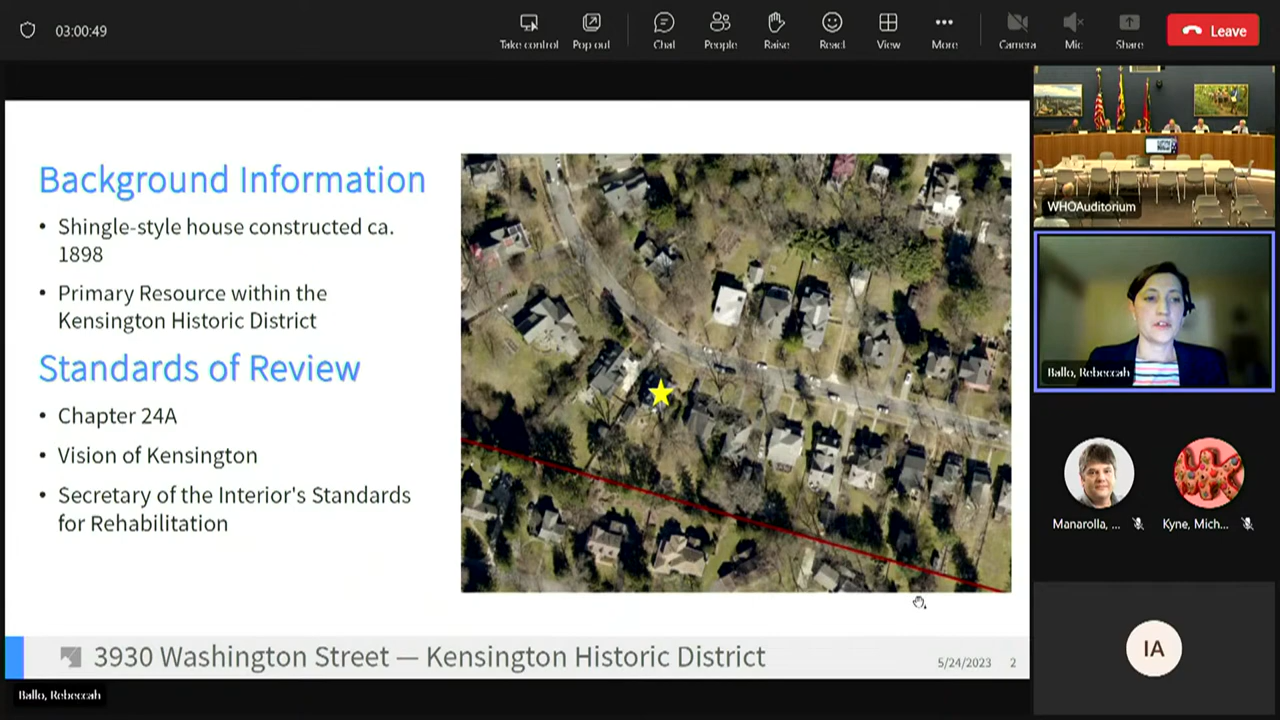 03:00:49
Take control
Pop out
Chat
People
Raise
React
View
More
Camera
Mic
Share
Leave
Background Information
• Shingle-style house constructed ca.
1898
• Primary Resource within the
Kensington Historic District
Standards of Review
• Chapter 24A
• Vision of Kensington
• Secretary of the Interior's Standards
for Rehabilitation
3930 Washington Street — Kensington Historic District
5/24/2023 2
Ballo, Rebeccah
WHOAuditorium
Ballo, Rebeccah
Manarolla, ...
Kyne, Mich...
IA